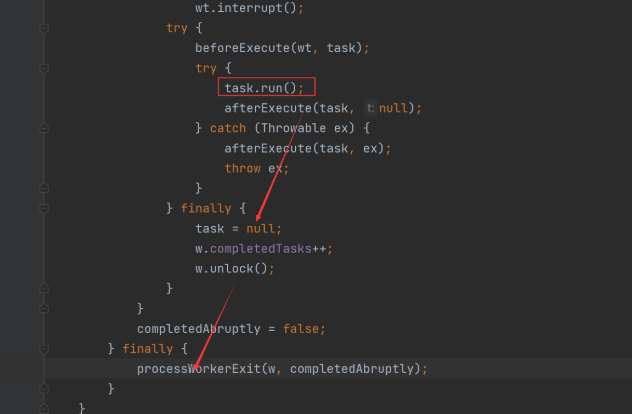 wt.interrupt();
try {
beforeExecute(wt, task);
try {
task.run();
afterExecute(task, t: null);
} catch (Throwable ex) {
afterExecute(task, ex);
throw ex;
}
} finally {
task = null;
w.completedTasks++;
w.unlock();
}
}
completedAbruptly = false;
} finally {
processWorkerExit(w, completedAbruptly);
}
}